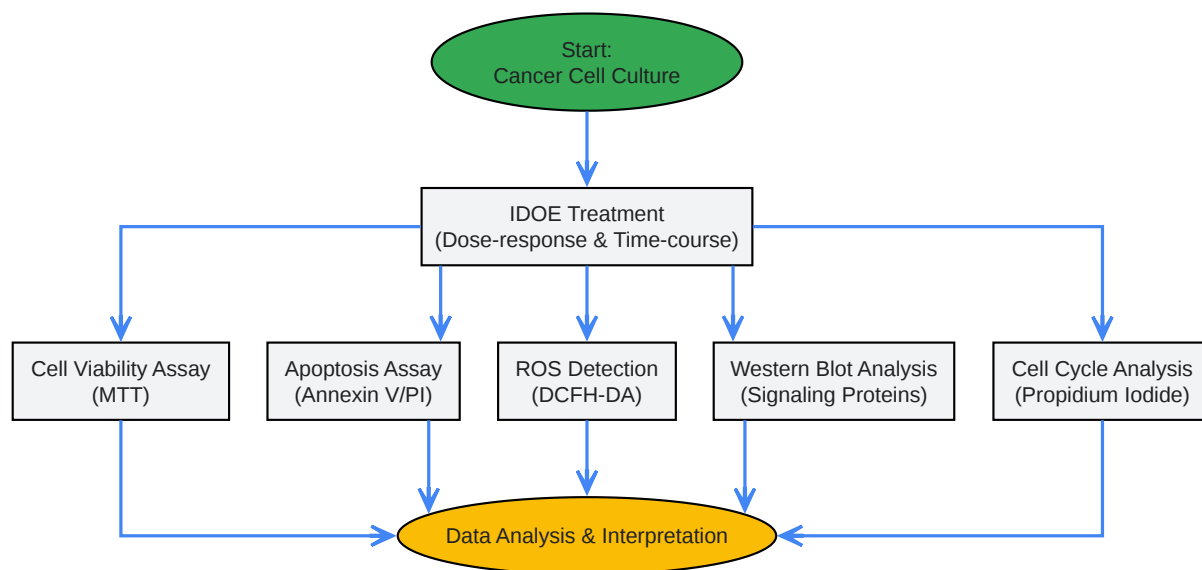 Start:
Cancer Cell Culture
IDOE Treatment
(Dose-response & Time-course)
Cell Viability Assay
(MTT)
Apoptosis Assay
(Annexin V/PI)
ROS Detection
(DCFH-DA)
Western Blot Analysis
(Signaling Proteins)
Cell Cycle Analysis
(Propidium Iodide)
Data Analysis & Interpretation